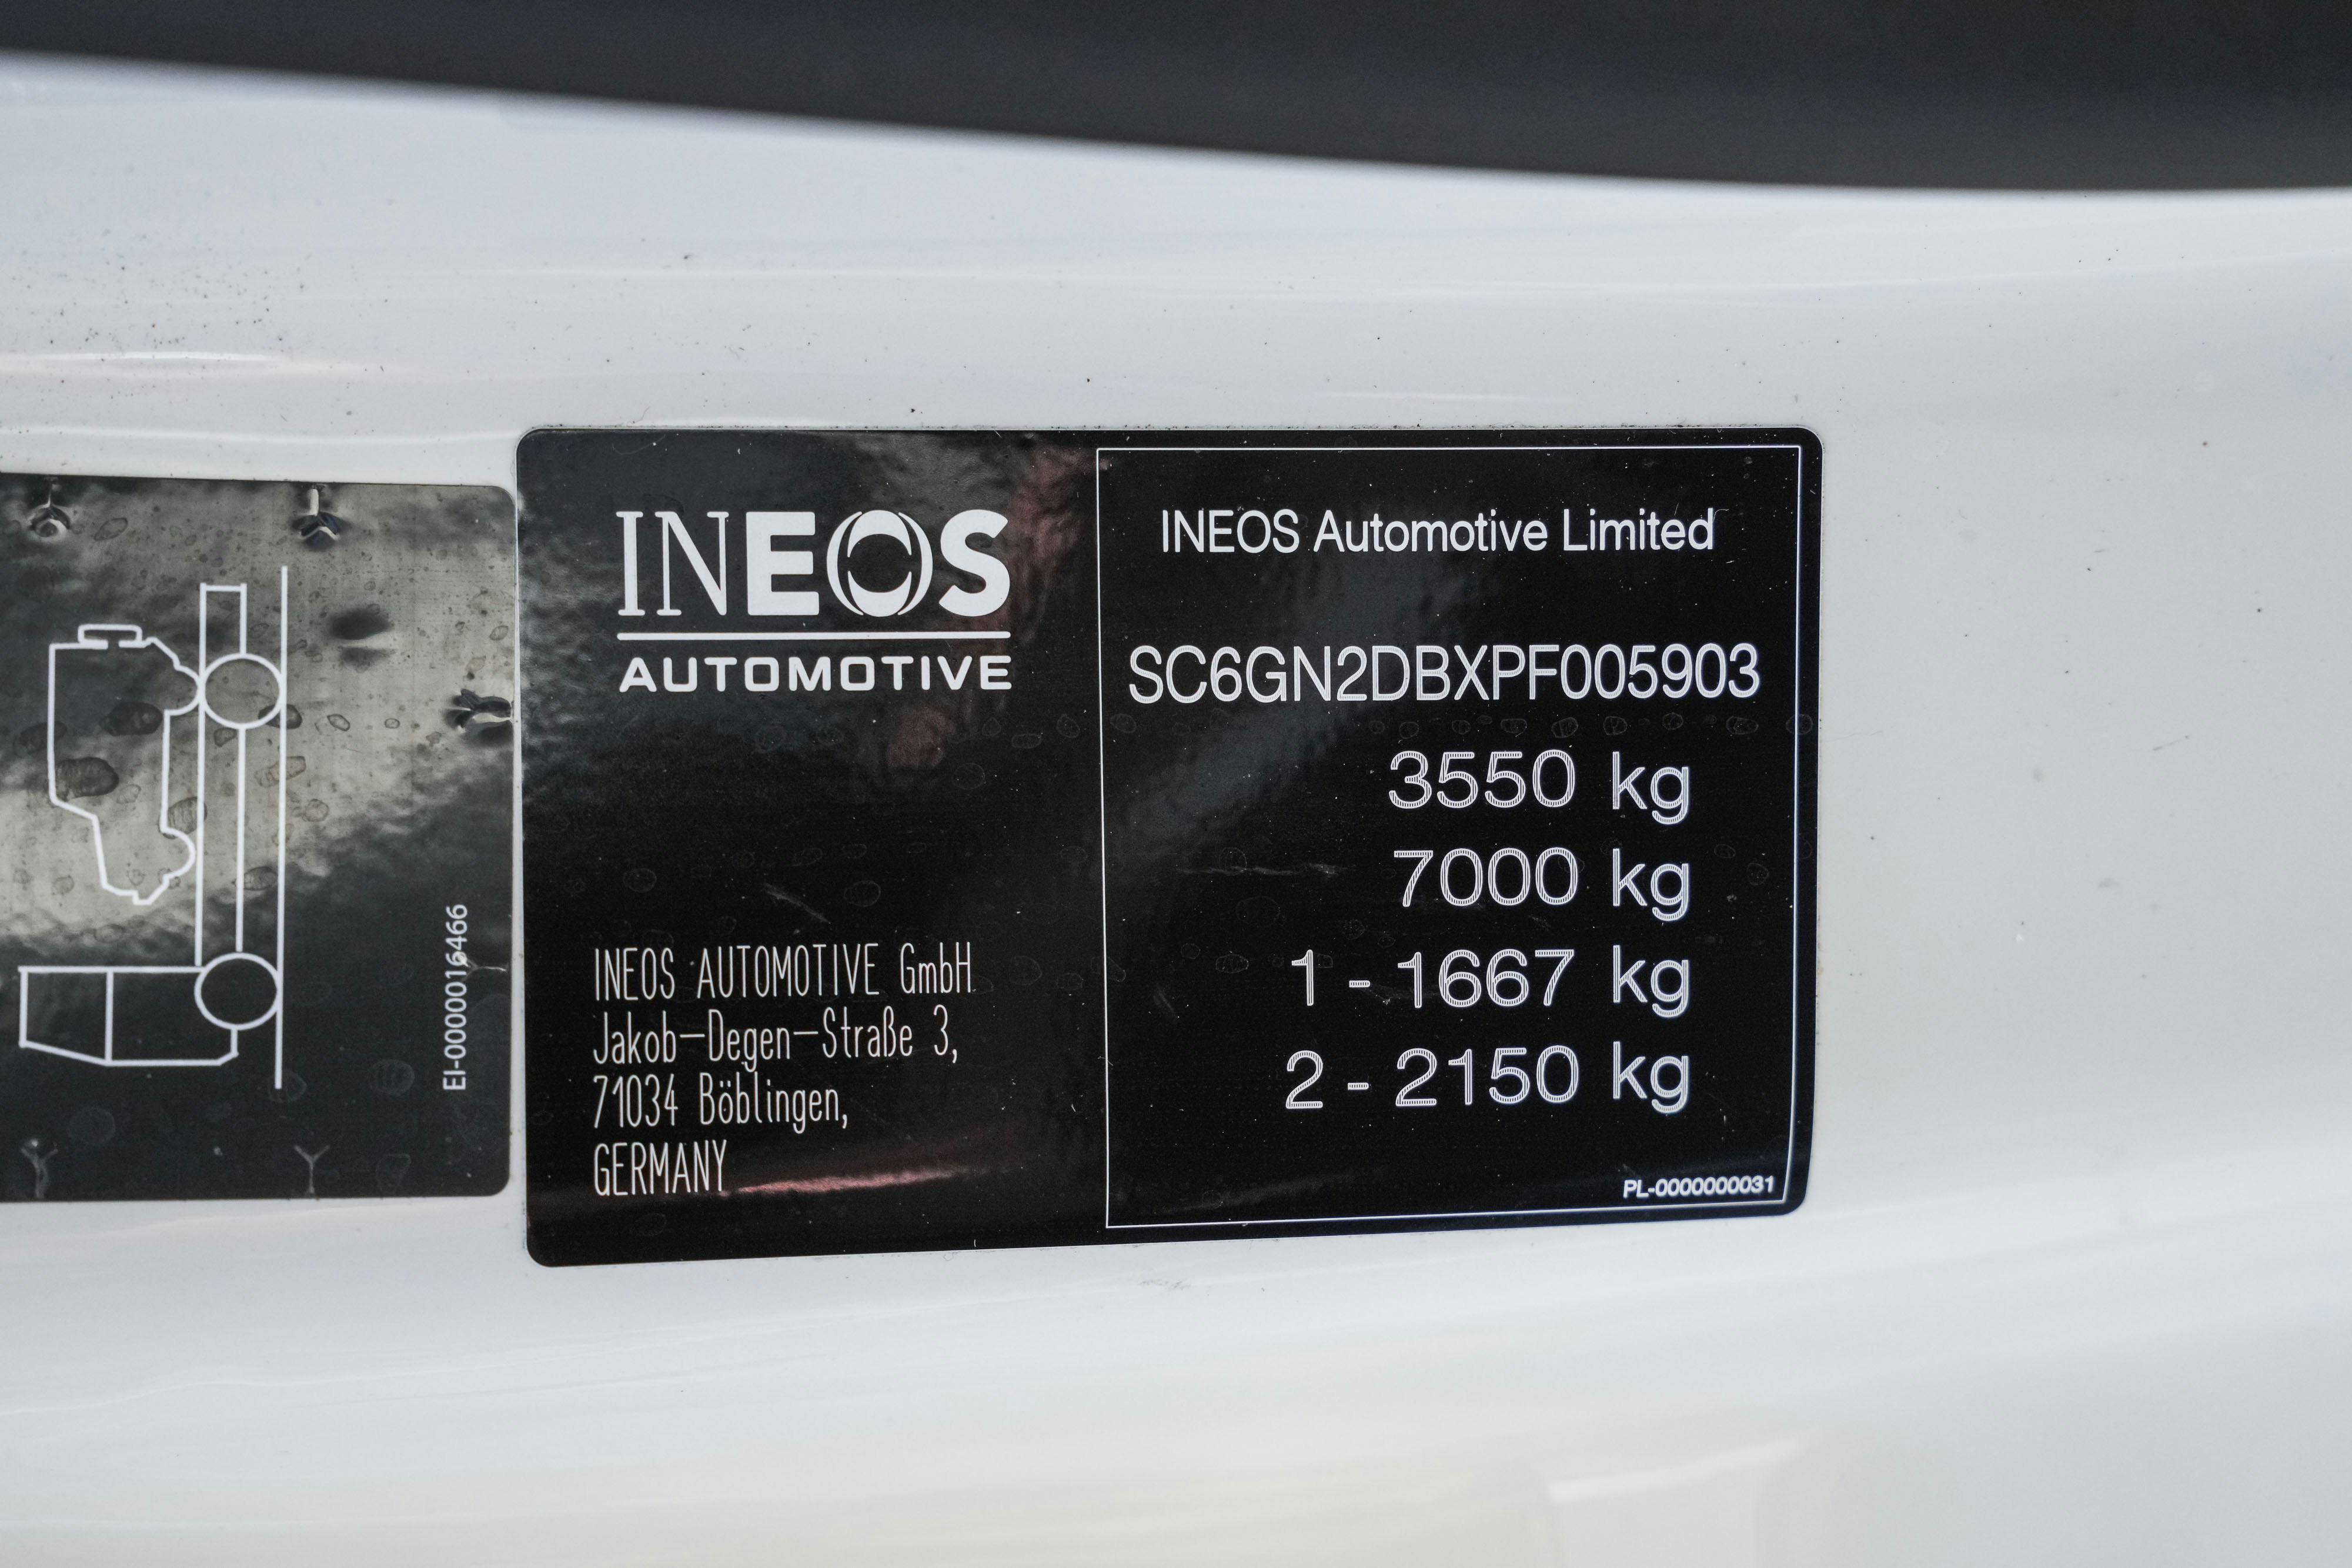 EI-0000016466
INEOS
AUTOMOTIVE
INEOS AUTOMOTIVE GmbH
Jakob-Degen-Straße 3,
71034 Böblingen,
GERMANY
INEOS Automotive Limited
SC6GN2DBXPF005903
3550 kg
7000 kg
1 - 1667 kg
2 - 2150 kg
PL-0000000031